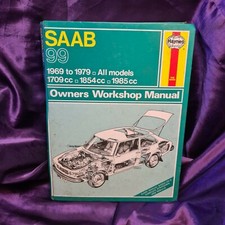 SAAB
99
Haynes
1969 to 1979 □ All models
1709 cc □ 1854 cc □ 1985 cc
Owners Workshop Manual